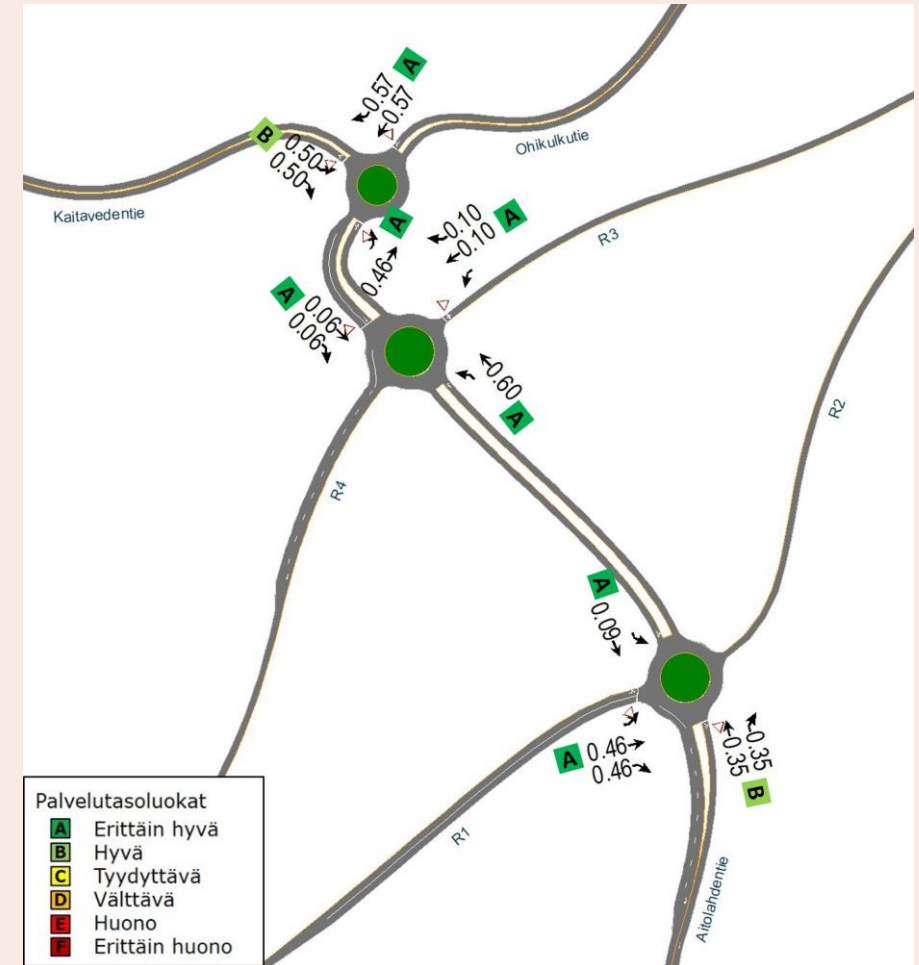 0.57
A
0.57
B
0.50
0.50
Ohikulkutie
Kaitavedentie
A
0.10
A
0.10
R3
0.46
A
0.06
0.06
0.60
A
R2
R4
A
0.09
0.35
0.35
A
0.46
0.46
B
R1
Aitolahdentie
Palvelutasoluokat
A Erittäin hyvä
B Hyvä
C Tyydyttävä
D Välttävä
E Huono
F Erittäin huono